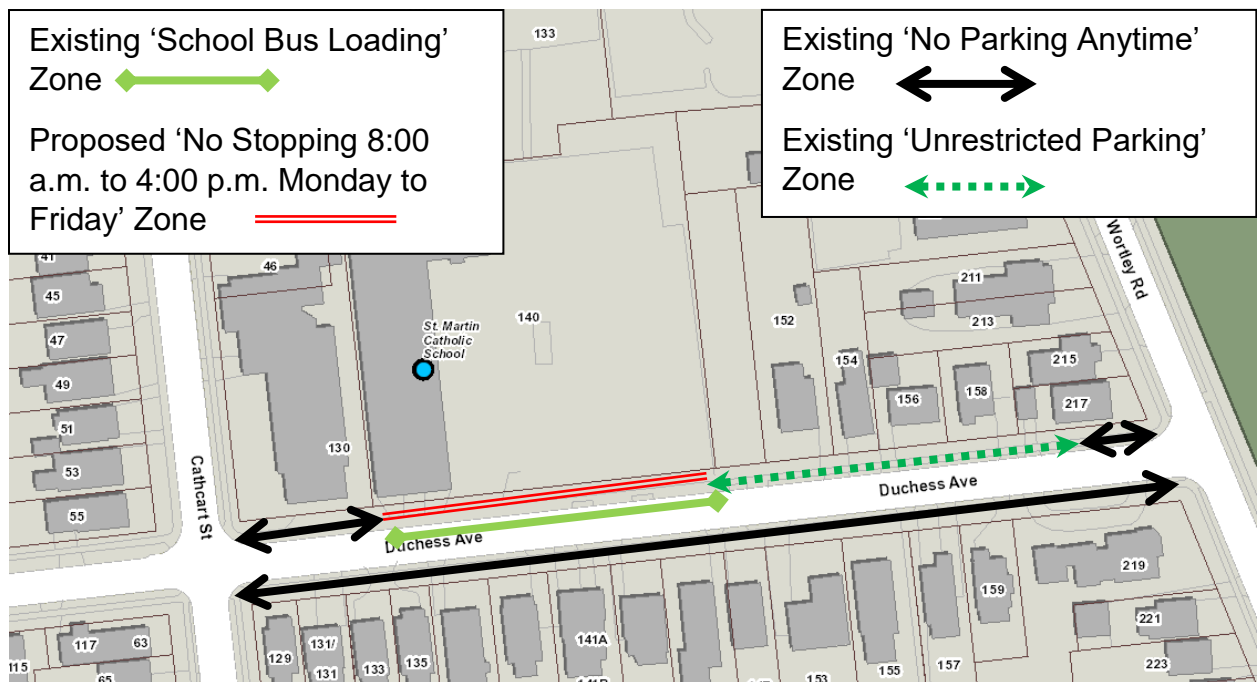 Existing ‘School Bus Loading’
Zone
Proposed ‘No Stopping 8:00
a.m. to 4:00 p.m. Monday to
Friday’ Zone
Existing ‘No Parking Anytime’
Zone
Existing ‘Unrestricted Parking’
Zone
133
41
45
47
49
51
53
55
46
St. Martin
Catholic
School
140
130
152
154
156
158
211
213
215
217
Wortley Rd
Cathcart St
Duchess Ave
Duchess Ave
117
63
115
65
129
131/
131
133
135
141A
153
155
157
159
219
221
223